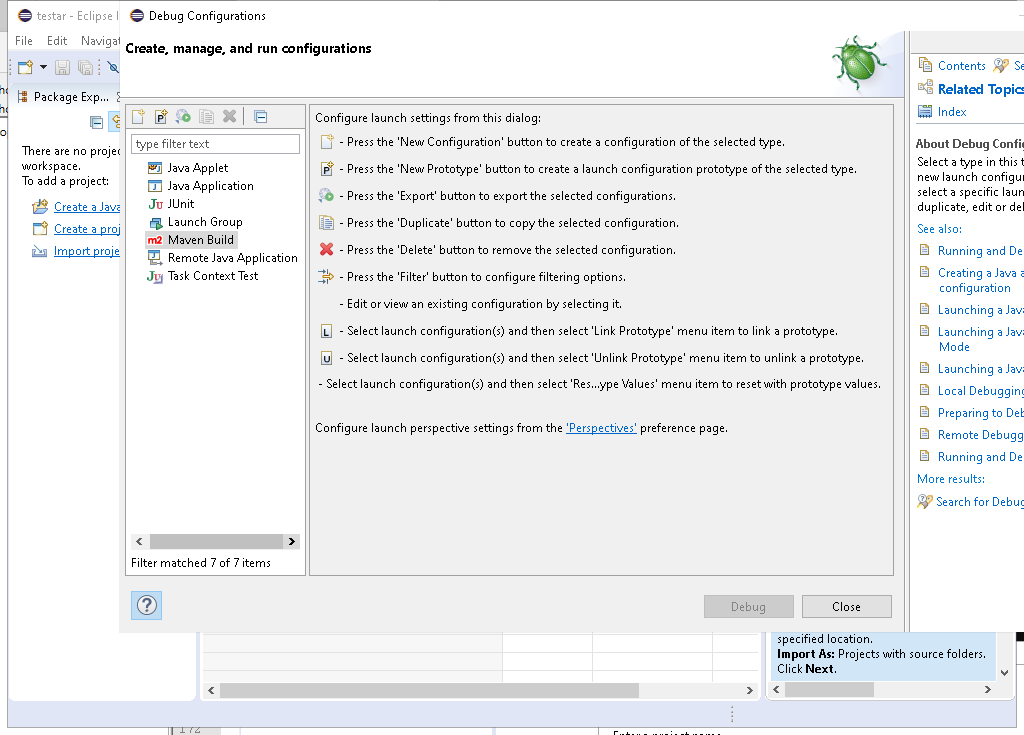 testar - Eclipse I
File Edit Navigat
Package Exp...
There are no projec
workspace.
To add a project:
Create a Java
Create a proj
Import proje
Debug Configurations
Create, manage, and run configurations
type filter text
Java Applet
Java Application
JUnit
Launch Group
Maven Build
Remote Java Application
Task Context Test
Filter matched 7 of 7 items
Configure launch settings from this dialog:
- Press the 'New Configuration' button to create a configuration of the selected type.
- Press the 'New Prototype' button to create a launch configuration prototype of the selected type.
- Press the 'Export' button to export the selected configurations.
- Press the 'Duplicate' button to copy the selected configuration.
- Press the 'Delete' button to remove the selected configuration.
- Press the 'Filter' button to configure filtering options.
- Edit or view an existing configuration by selecting it.
- Select launch configuration(s) and then select 'Link Prototype' menu item to link a prototype.
- Select launch configuration(s) and then select 'Unlink Prototype' menu item to unlink a prototype.
- Select launch configuration(s) and then select 'Res...ype Values' menu item to reset with prototype values.
Configure launch perspective settings from the 'Perspectives' preference page.
Debug Close
Contents Se
Related Topics
Index
About Debug Config
Select a type in this t
new launch configur
select a specific laun
duplicate, edit or del
See also:
Running and De
Creating a Java a
configuration
Launching a Java
Launching a Java
Mode
Launching a Java
Local Debugging
Preparing to Deb
Remote Debugg
Running and De
More results:
Search for Debug
specified location.
Import As: Projects with source folders.
Click Next.
172
Enter a project name